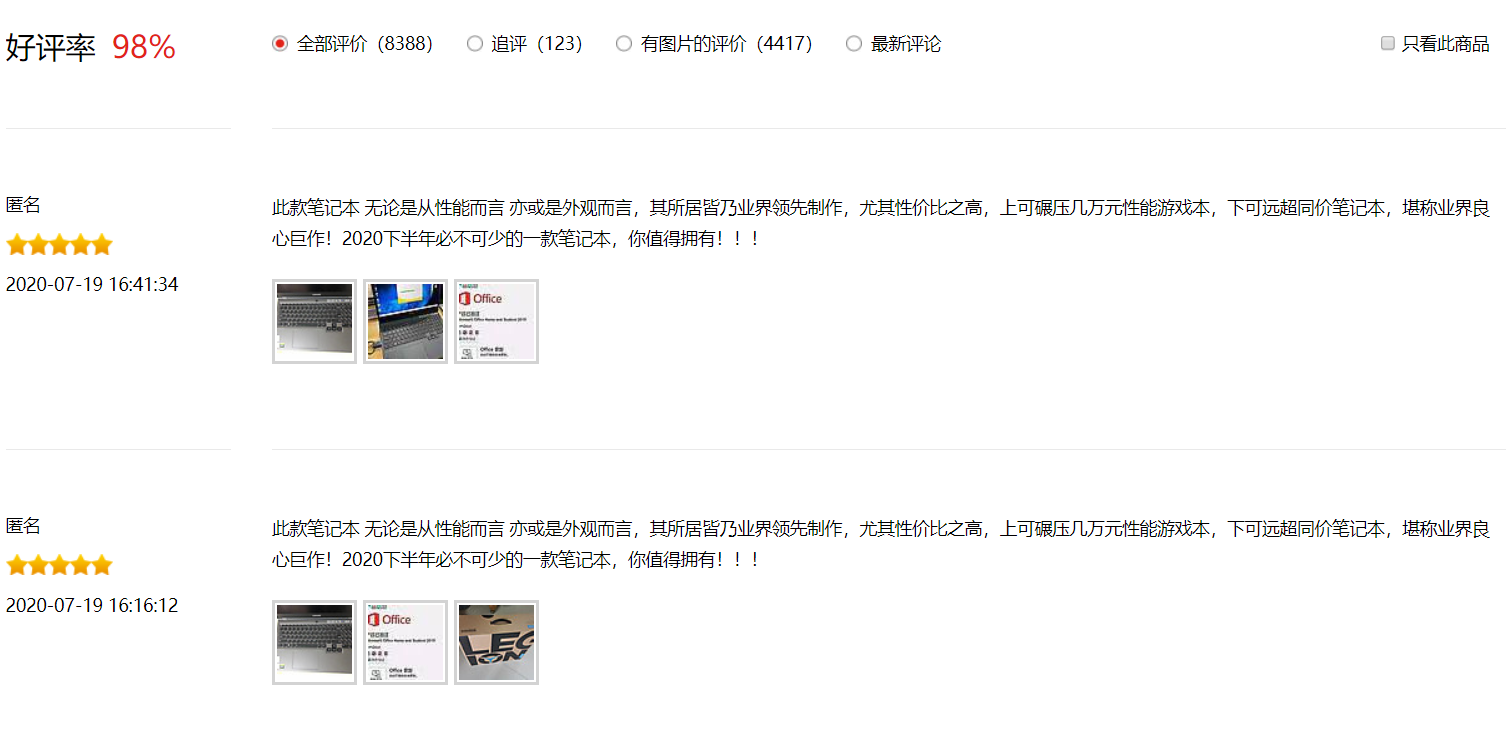 好评率 98%
全部评价（8388） 追评（123） 有图片的评价（4417） 最新评论 只看此商品
匿名
2020-07-19 16:41:34
此款笔记本 无论是从性能而言 亦或是外观而言，其所居皆乃业界领先制作，尤其性价比之高，上可碾压几万元性能游戏本，下可远超同价笔记本，堪称业界良
心巨作！2020下半年必不可少的一款笔记本，你值得拥有！！！
Office
匿名
2020-07-19 16:16:12
此款笔记本 无论是从性能而言 亦或是外观而言，其所居皆乃业界领先制作，尤其性价比之高，上可碾压几万元性能游戏本，下可远超同价笔记本，堪称业界良
心巨作！2020下半年必不可少的一款笔记本，你值得拥有！！！
Office
LEG
ION